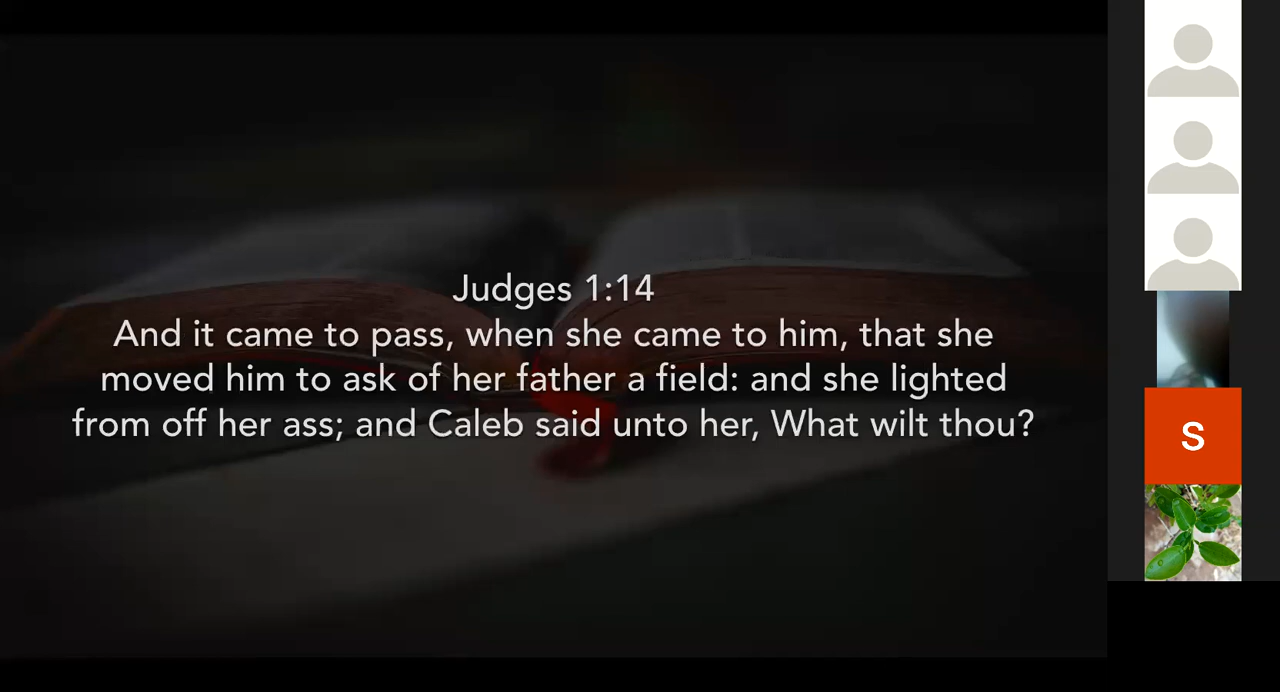 Judges 1:14
And it came to pass, when she came to him, that she
moved him to ask of her father a field: and she lighted
from off her ass; and Caleb said unto her, What wilt thou?
S